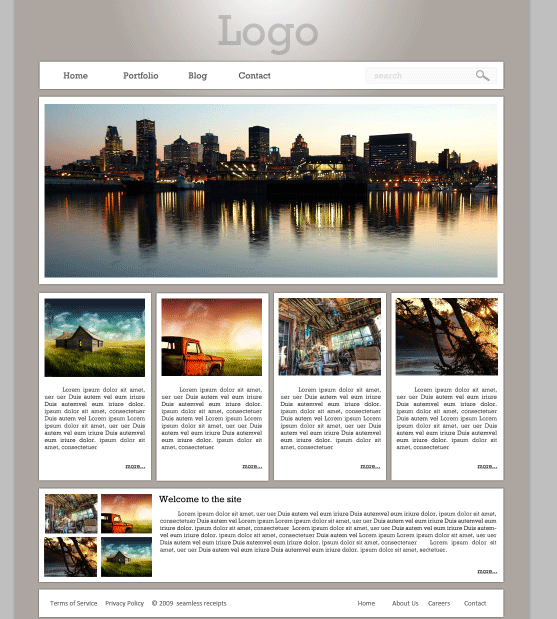 Logo
Home Portfolio Blog Contact search
Lorem ipsum dolor sit amet,
uer uer Duis autem vel eum iriure
Duis autemvel eum iriure dolor.
ipsum dolor sit amet, consectetuer
Duis autem vel Lorem ipsum Lorem
ipsum dolor sit amet, uer uer Duis
autem vel eum iriure Duis autemvel
eum iriure dolor. ipsum dolor sit
amet, consectetuer
more...
Lorem ipsum dolor sit amet,
uer uer Duis autem vel eum iriure
Duis autemvel eum iriure dolor.
ipsum dolor sit amet, consectetuer
Duis autem vel Lorem ipsum Lorem
ipsum dolor sit amet, uer uer Duis
autem vel eum iriure Duis autemvel
eum iriure dolor. ipsum dolor sit
amet, consectetuer
more...
Lorem ipsum dolor sit amet,
uer uer Duis autem vel eum iriure
Duis autemvel eum iriure dolor.
ipsum dolor sit amet, consectetuer
Duis autem vel Lorem ipsum Lorem
ipsum dolor sit amet, uer uer Duis
autem vel eum iriure Duis autemvel
eum iriure dolor. ipsum dolor sit
amet, consectetuer
more...
Lorem ipsum dolor sit amet,
uer uer Duis autem vel eum iriure
Duis autemvel eum iriure dolor.
ipsum dolor sit amet, consectetuer
Duis autem vel Lorem ipsum Lorem
ipsum dolor sit amet, uer uer Duis
autem vel eum iriure Duis autemvel
eum iriure dolor. ipsum dolor sit
amet, consectetuer
more...
Welcome to the site
Lorem ipsum dolor sit amet, uer uer Duis autem vel eum iriure Duis autemvel eum iriure dolor. ipsum dolor sit amet,
consectetuer Duis autem vel Lorem ipsum Lorem ipsum dolor sit amet, uer uer Duis autem vel eum iriure Duis autemvel eum
iriure dolor. ipsum dolor sit amet, consectetuer Lorem ipsum dolor sit amet, uer uer Duis autem vel eum iriure Duis autem-
vel eum iriure dolor. ipsum dolor sit amet, consectetuer Duis autem vel Lorem ipsum Lorem ipsum dolor sit amet, uer uer
Duis autem vel eum iriure Duis autemvel eum iriure dolor. ipsum dolor sit amet, consectetuer Lorem ipsum dolor sit
amet, uer uer Duis autem vel eum iriure Duis autemvel eum iriure dolor. ipsum dolor sit amet, sectetuer.
more...
Terms of Service Privacy Policy © 2009 seamless receipts Home About Us Careers Contact